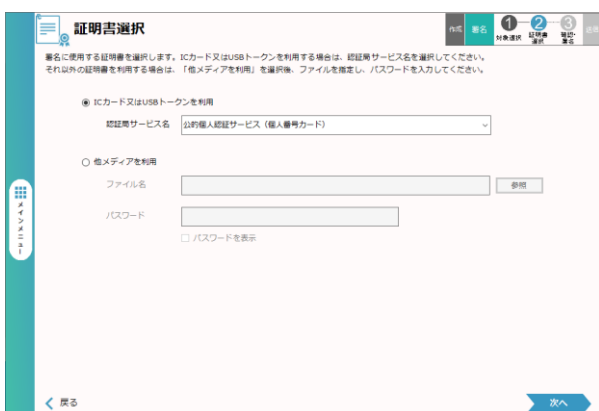 証明書選択
作成
署名
1
対象選択
2
証明書
選択
3
確認・
署名
署名に使用する証明書を選択します。ICカード又はUSBトークンを利用する場合は、認証局サービス名を選択してください。
それ以外の証明書を利用する場合は、「他メディアを利用」を選択後、ファイルを指定し、パスワードを入力してください。
ICカード又はUSBトークンを利用
認証局サービス名
公的個人認証サービス（個人番号カード）
他メディアを利用
ファイル名
参照
パスワード
パスワードを表示
メインメニュー
戻る
次へ